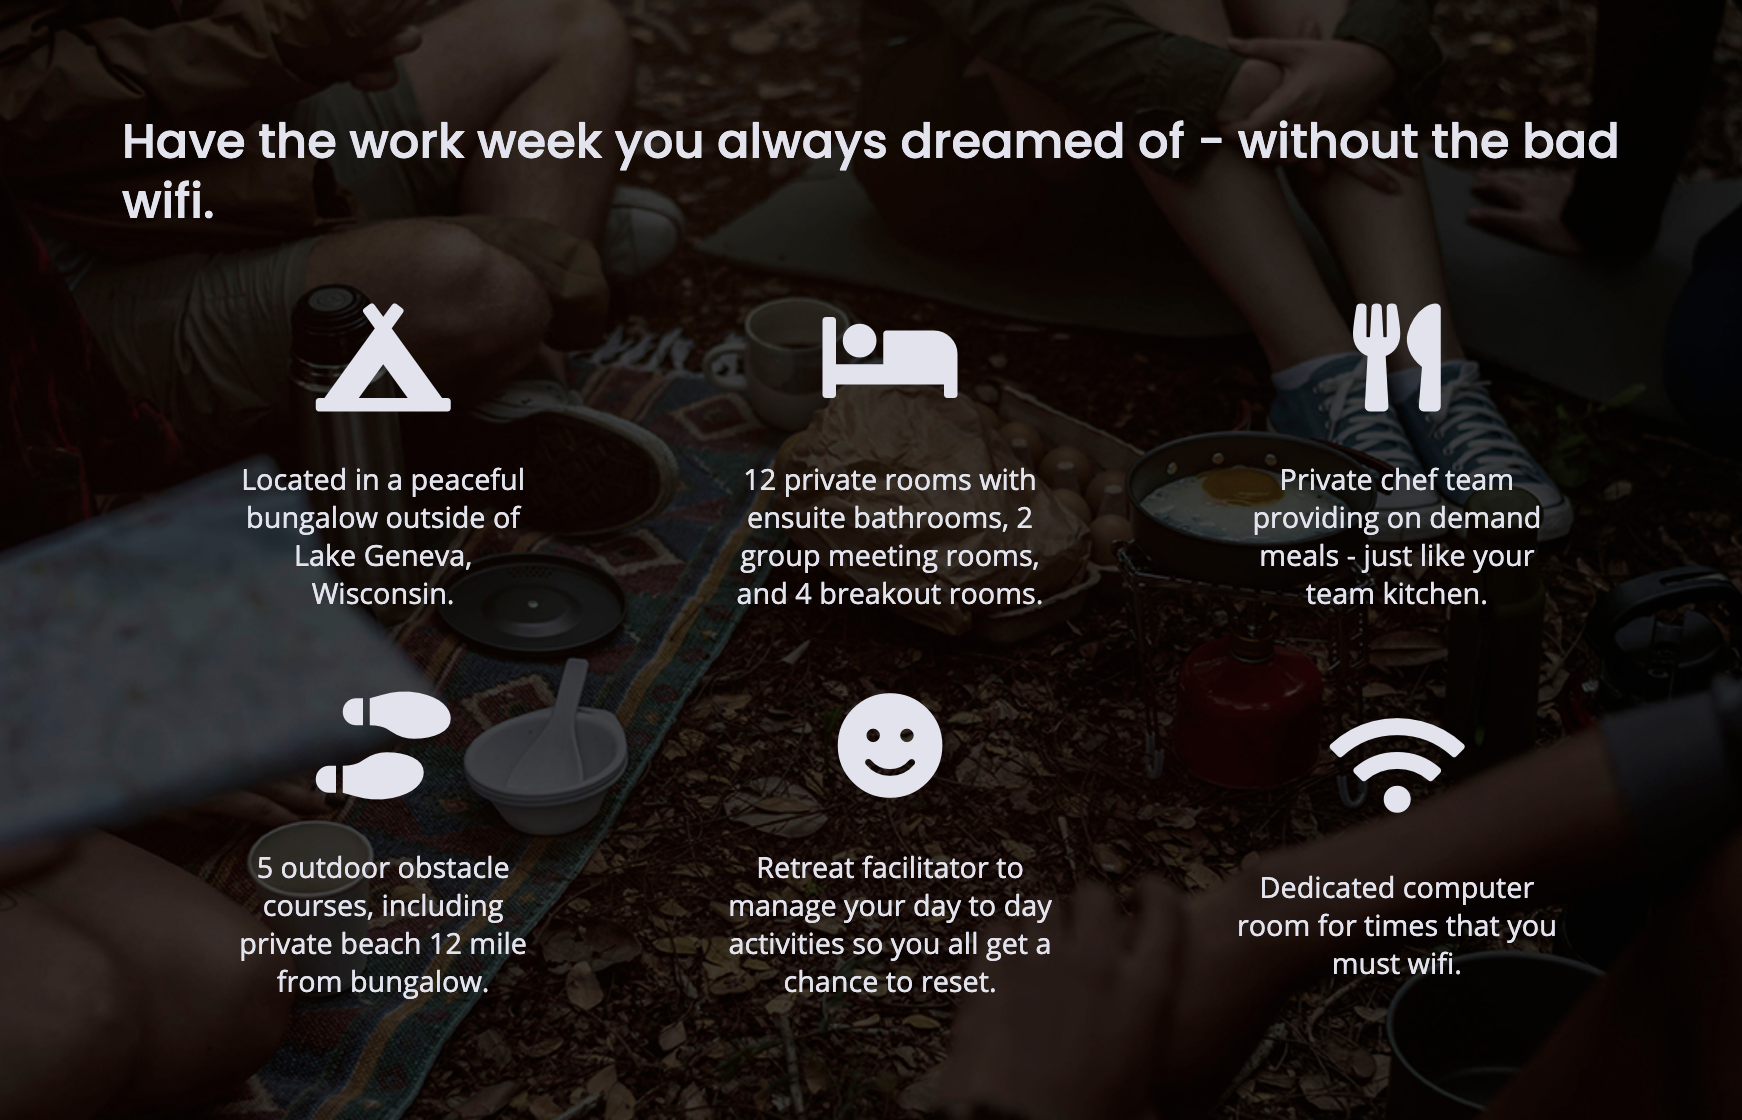 Have the work week you always dreamed of - without the bad
wifi.
Located in a peaceful
bungalow outside of
Lake Geneva,
Wisconsin.
12 private rooms with
ensuite bathrooms, 2
group meeting rooms,
and 4 breakout rooms.
Private chef team
providing on demand
meals - just like your
team kitchen.
5 outdoor obstacle
courses, including
private beach 12 mile
from bungalow.
Retreat facilitator to
manage your day to day
activities so you all get a
chance to reset.
Dedicated computer
room for times that you
must wifi.